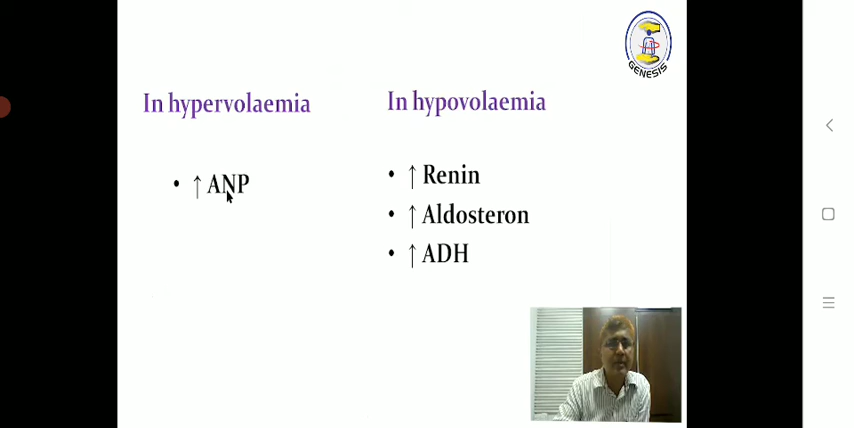 GENESIS
In hypervolaemia
• ↑ ANP
In hypovolaemia
• ↑ Renin
• ↑ Aldosteron
• ↑ ADH